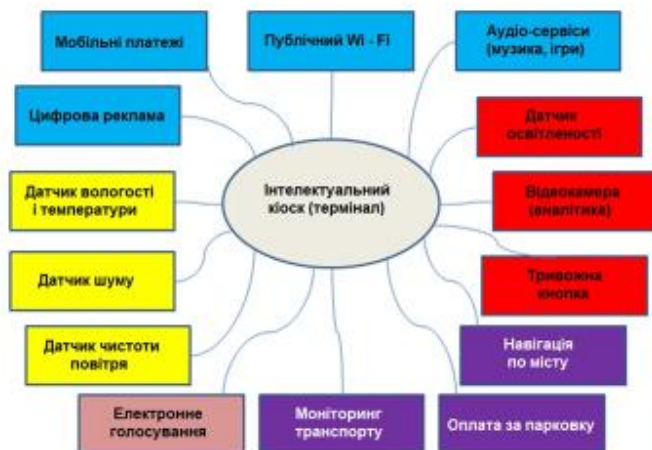 Мобільні платежі
Публічний Wi - Fi
Аудіо-сервіси
(музика, ігри)
Цифрова реклама
Датчик
освітленості
Датчик вологості
і температури
Інтелектуальний
кіоск (термінал)
Відеокамера
(аналітика)
Датчик шуму
Тривожна
кнопка
Датчик чистоти
повітря
Навігація
по місту
Електронне
голосування
Моніторинг
транспорту
Оплата за парковку